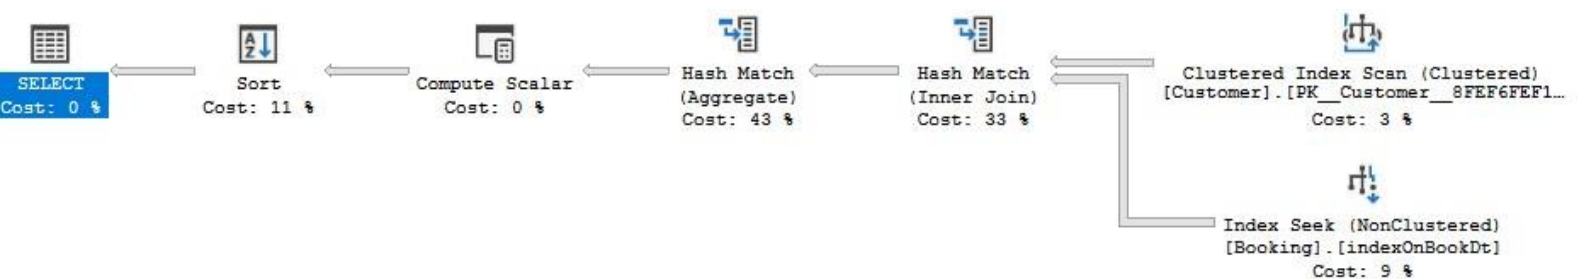 SELECT
Cost: 0 %
Sort
Cost: 11 %
Compute Scalar
Cost: 0 %
Hash Match
(Aggregate)
Cost: 43 %
Hash Match
(Inner Join)
Cost: 33 %
Clustered Index Scan (Clustered)
[Customer].[PK__Customer__8FEF6FEF1…
Cost: 3 %
Index Seek (NonClustered)
[Booking].[indexOnBookDt]
Cost: 9 %